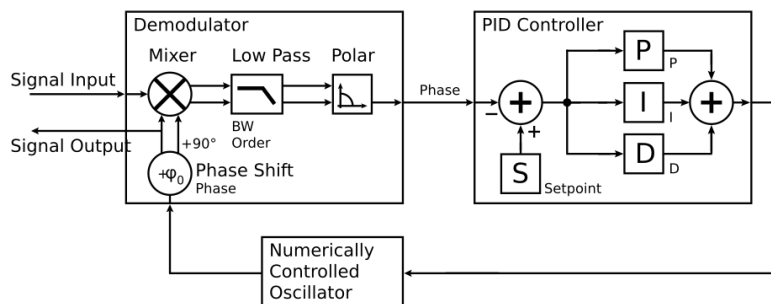 Demodulator
PID Controller
Mixer
Low Pass
Polar
P
P
Signal Input
Phase
+
I
I
+
−
BW
Order
Signal Output
+90°
+
S
Setpoint
D
D
+φ₀
Phase Shift
Phase
Numerically
Controlled
Oscillator